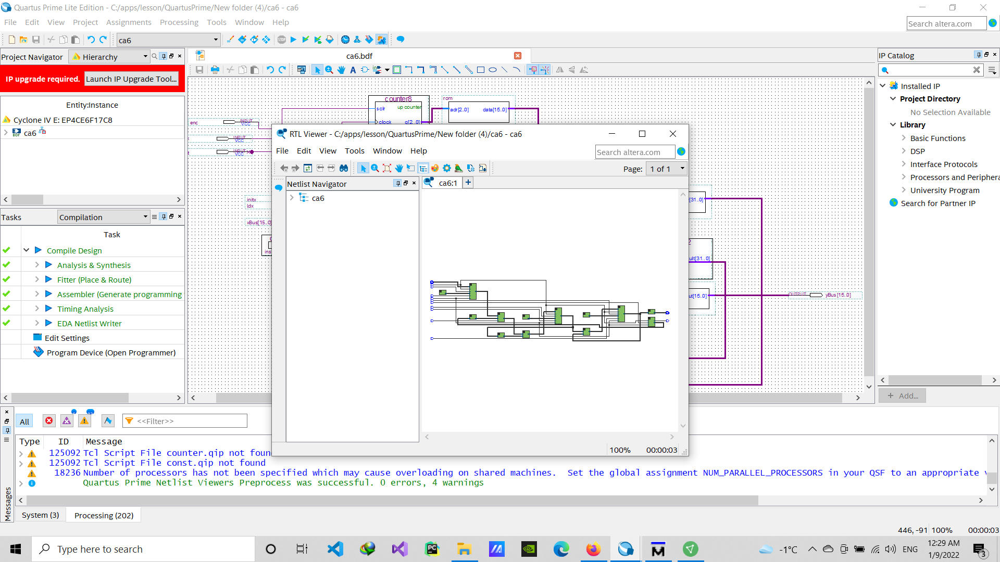 Quartus Prime Lite Edition - C:/apps/lesson/QuartusPrime/New folder (4)/ca6 - ca6
File Edit View Project Assignments Processing Tools Window Help
Search altera.com
ca6
Project Navigator Hierarchy
IP upgrade required. Launch IP Upgrade Tool...
Entity:Instance
Cyclone IV E: EP4CE6F17C8
ca6
Tasks Compilation
Task
Compile Design
Analysis & Synthesis
Fitter (Place & Route)
Assembler (Generate programming
Timing Analysis
EDA Netlist Writer
Edit Settings
Program Device (Open Programmer)
ca6.bdf
counter8
sclr
up counter
clock
q[2..0]
rom
adr[2..0] data[15..0]
enc
INPUT
VCC
INPUT
VCC
INPUT
VCC
initx
ldx
xBus[15..0]
ins
[31..0]
2
ult[31..0]
ut[15..0]
OUTPUT
yBus[15..0]
RTL Viewer - C:/apps/lesson/QuartusPrime/New folder (4)/ca6 - ca6
File Edit View Tools Window Help
Search altera.com
Page: 1 of 1
Netlist Navigator
ca6
ca6:1
100% 00:00:03
IP Catalog
Installed IP
Project Directory
No Selection Available
Library
Basic Functions
DSP
Interface Protocols
Processors and Periphera
University Program
Search for Partner IP
+ Add...
All
<<Filter>>
Type ID Message
125092 Tcl Script File counter.qip not foun
125092 Tcl Script File const.qip not found
18236 Number of processors has not been specified which may cause overloading on shared machines. Set the global assignment NUM_PARALLEL_PROCESSORS in your QSF to an appropriate v
Quartus Prime Netlist Viewers Preprocess was successful. 0 errors, 4 warnings
Messages
System (3) Processing (202)
446, -91 100% 00:00:03
Type here to search
-1°C
ENG
12:29 AM
1/9/2022
3